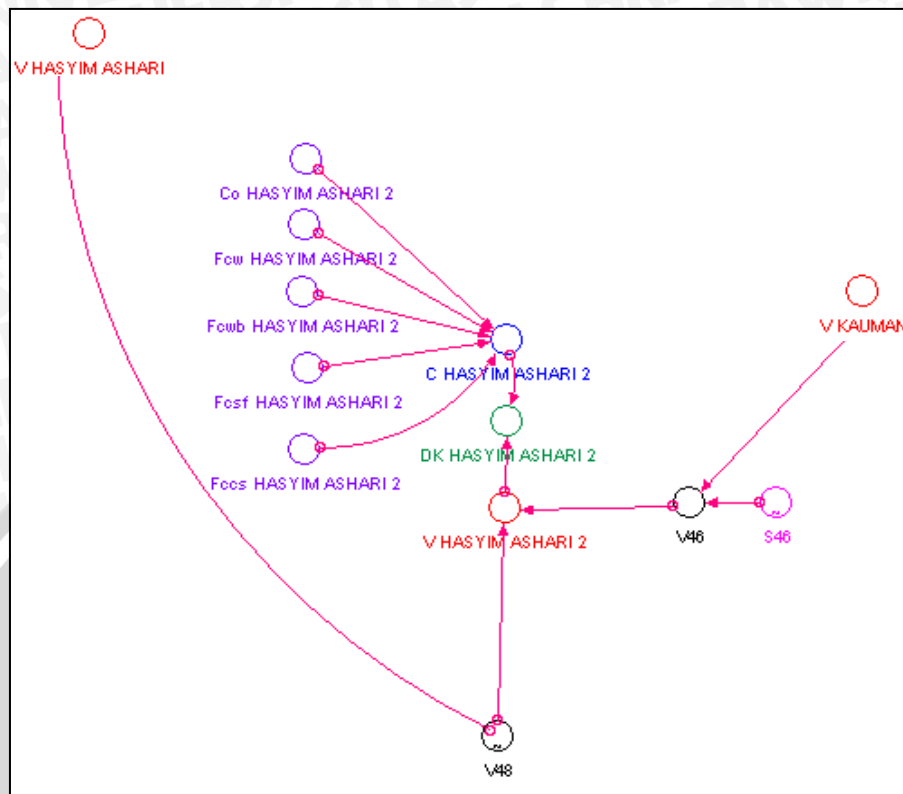 V HASYIM ASHARI
Co HASYIM ASHARI 2
Fcw HASYIM ASHARI 2
Fcwb HASYIM ASHARI 2
V KAUMAN
C HASYIM ASHARI 2
Fcsf HASYIM ASHARI 2
DK HASYIM ASHARI 2
Fccs HASYIM ASHARI 2
V HASYIM ASHARI 2
V46
S46
V48